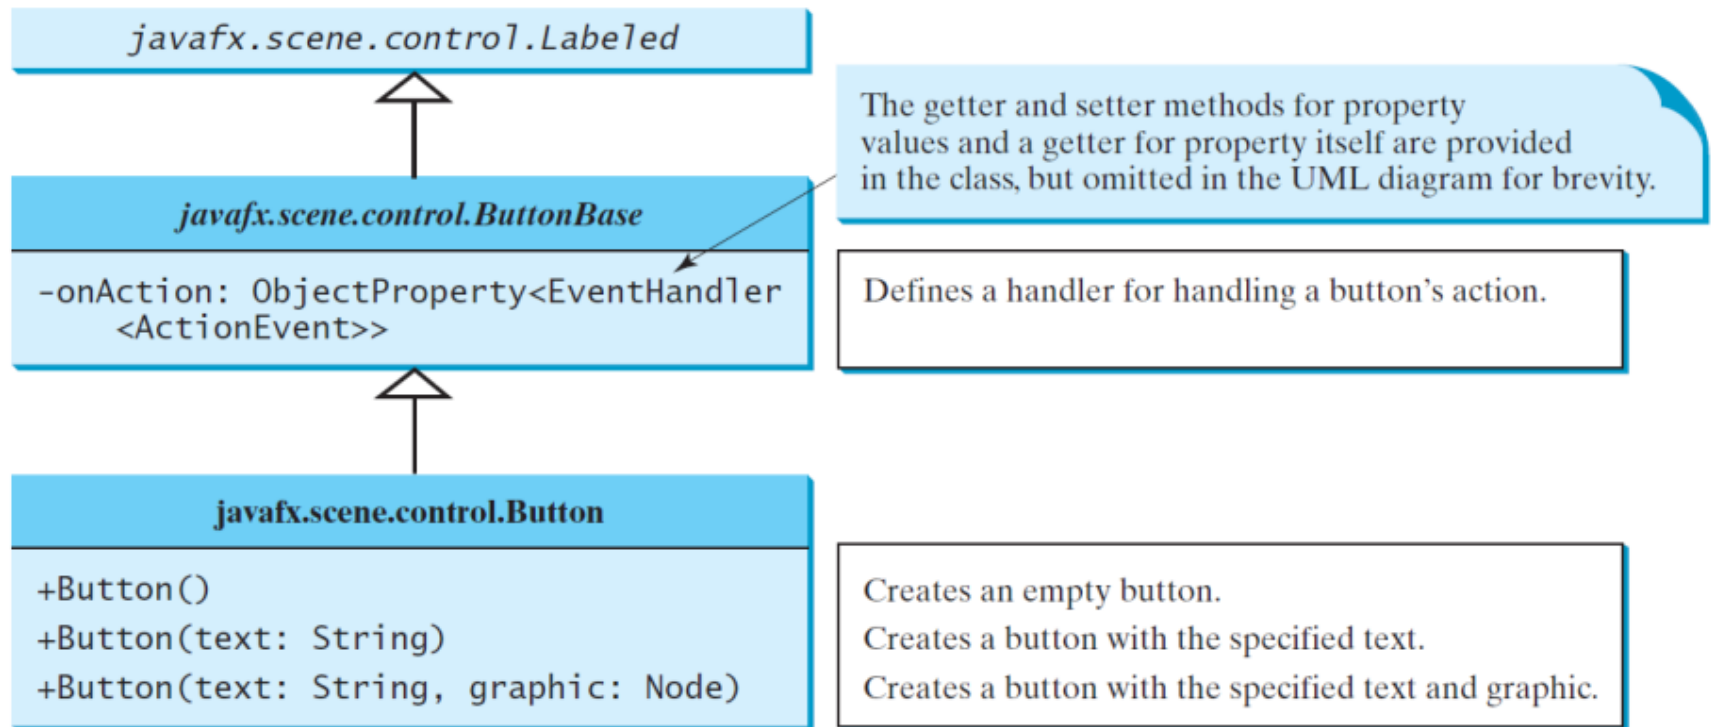 javafx.scene.control.Labeled
The getter and setter methods for property
values and a getter for property itself are provided
in the class, but omitted in the UML diagram for brevity.
javafx.scene.control.ButtonBase
-onAction: ObjectProperty<EventHandler
<ActionEvent>>
Defines a handler for handling a button's action.
javafx.scene.control.Button
+Button()
Creates an empty button.
+Button(text: String)
Creates a button with the specified text.
+Button(text: String, graphic: Node)
Creates a button with the specified text and graphic.